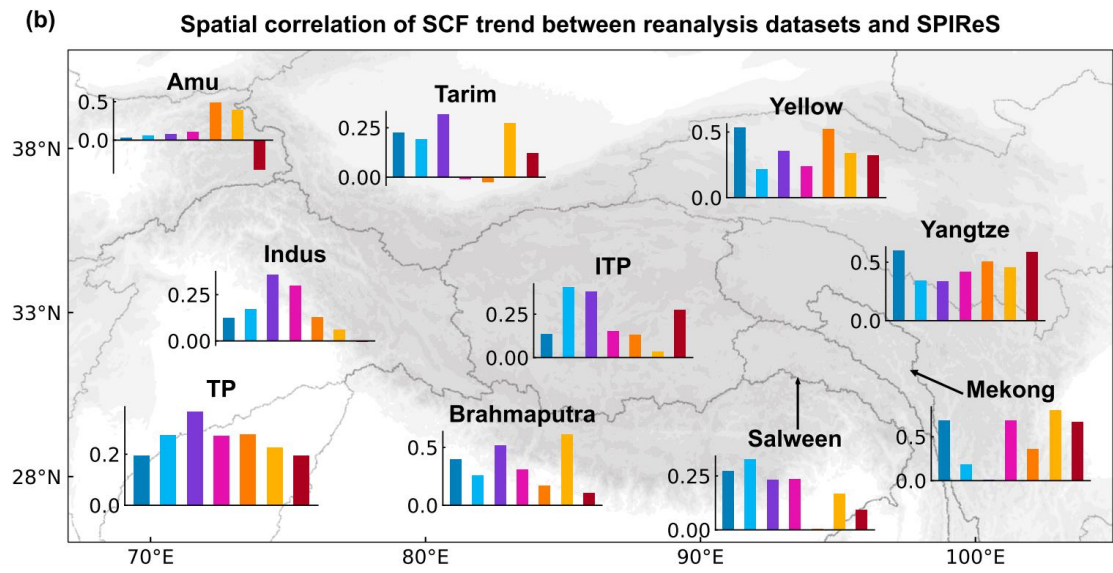 (b) Spatial correlation of SCF trend between reanalysis datasets and SPIReS
Amu
0.5
0.0
Tarim
0.25
0.00
Yellow
0.5
0.0
Yangtze
0.5
0.0
Indus
0.25
0.00
ITP
0.25
0.00
TP
0.2
0.0
Brahmaputra
0.5
0.0
Salween
0.25
0.00
Mekong
0.5
0.0
38°N
33°N
28°N
70°E 80°E 90°E 100°E